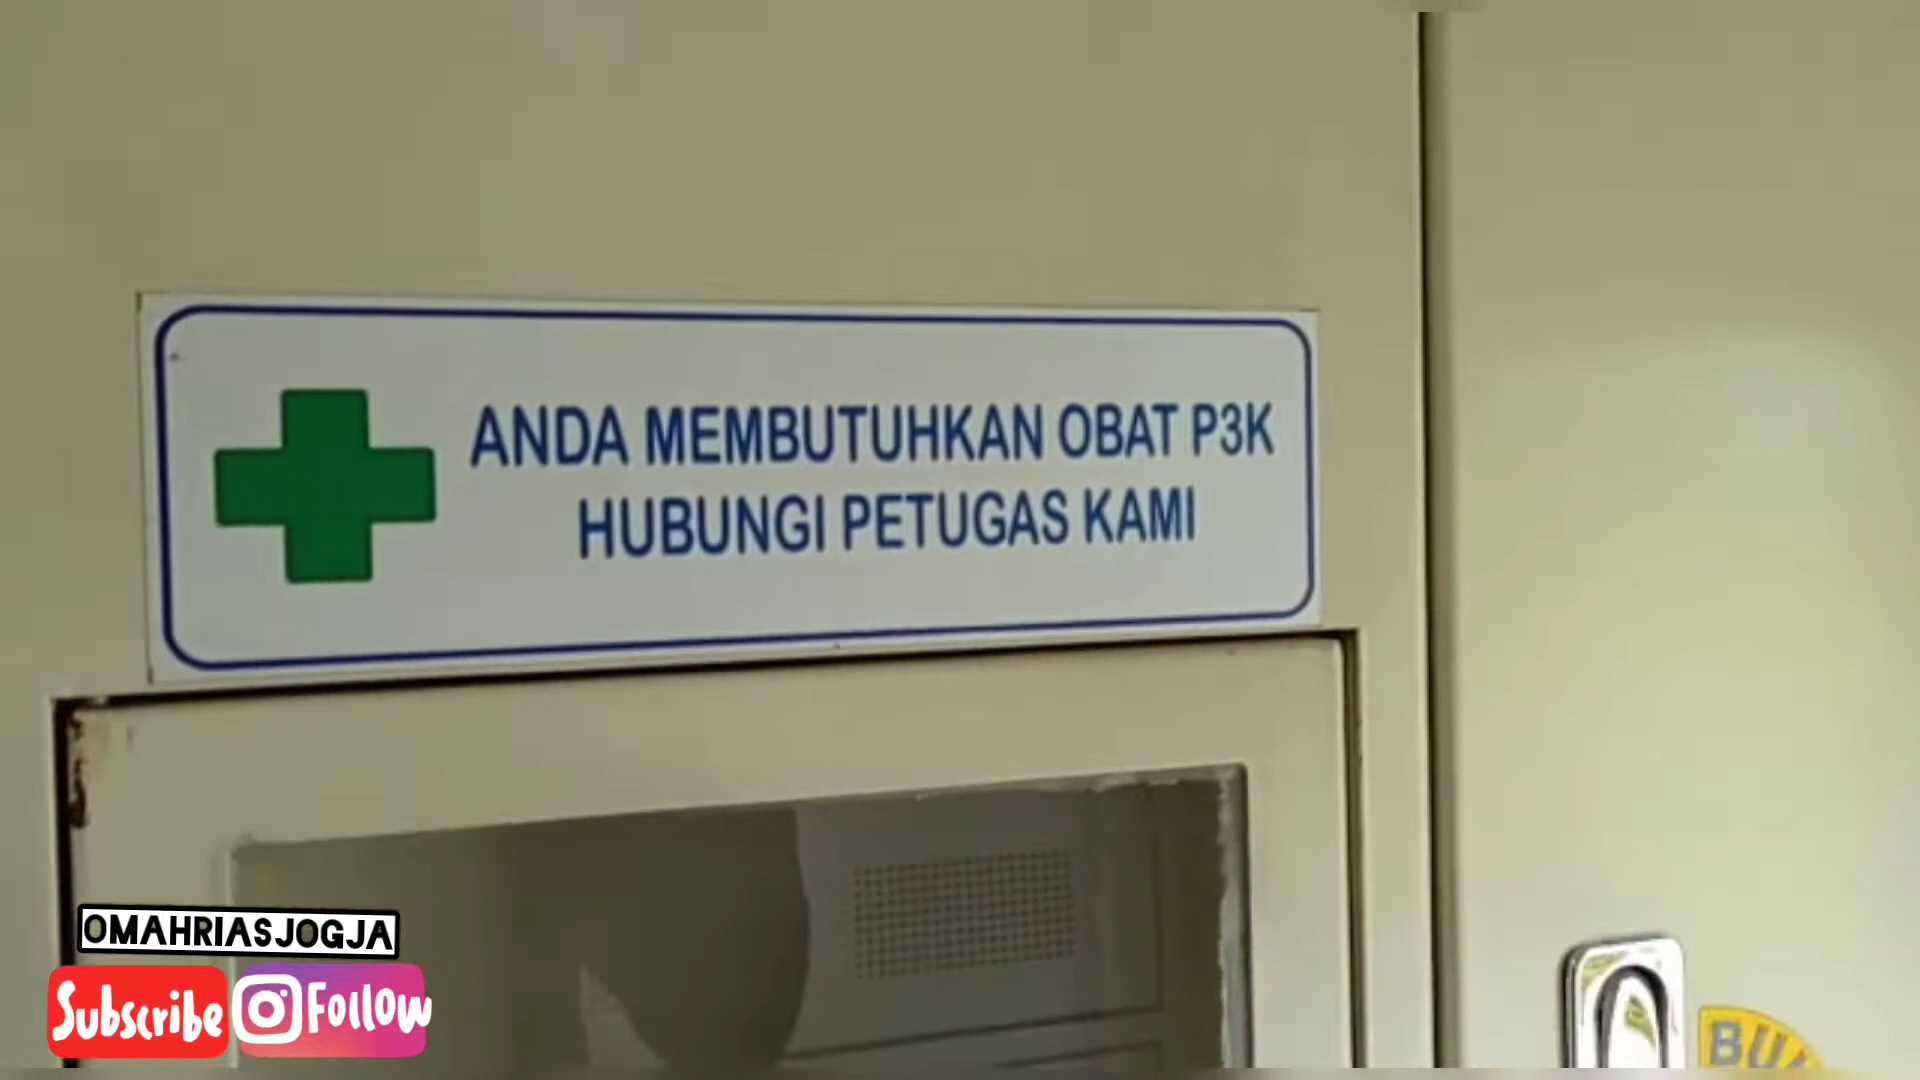 ANDA MEMBUTUHKAN OBAT P3K
HUBUNGI PETUGAS KAMI
OMAHRIASJOGJA
Subscribe
Follow